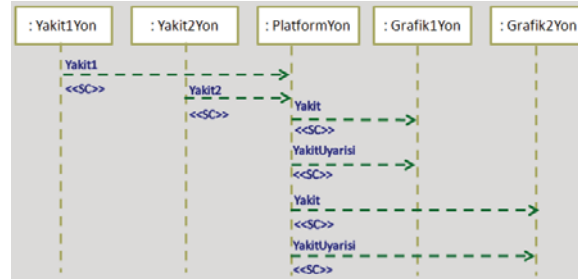 : Yakit1Yon
: Yakit2Yon
: PlatformYon
: Grafik1Yon
: Grafik2Yon
Yakit1
<<SC>>
Yakit2
<<SC>>
Yakit
<<SC>>
YakitUyarisi
<<SC>>
Yakit
<<SC>>
YakitUyarisi
<<SC>>